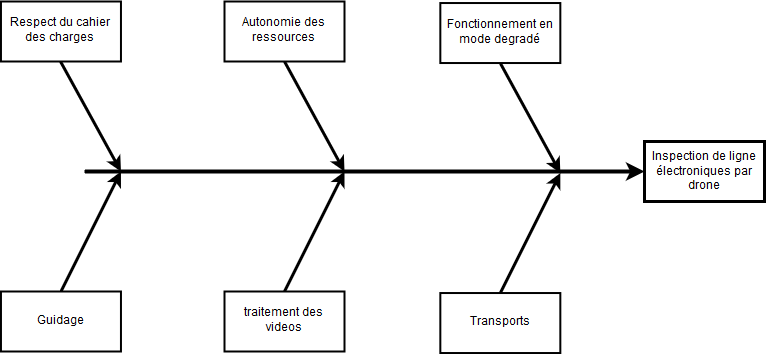 Respect du cahier
des charges
Autonomie des
ressources
Fonctionnement en
mode degradé
Inspection de ligne
électroniques par
drone
Guidage
traitement des
videos
Transports